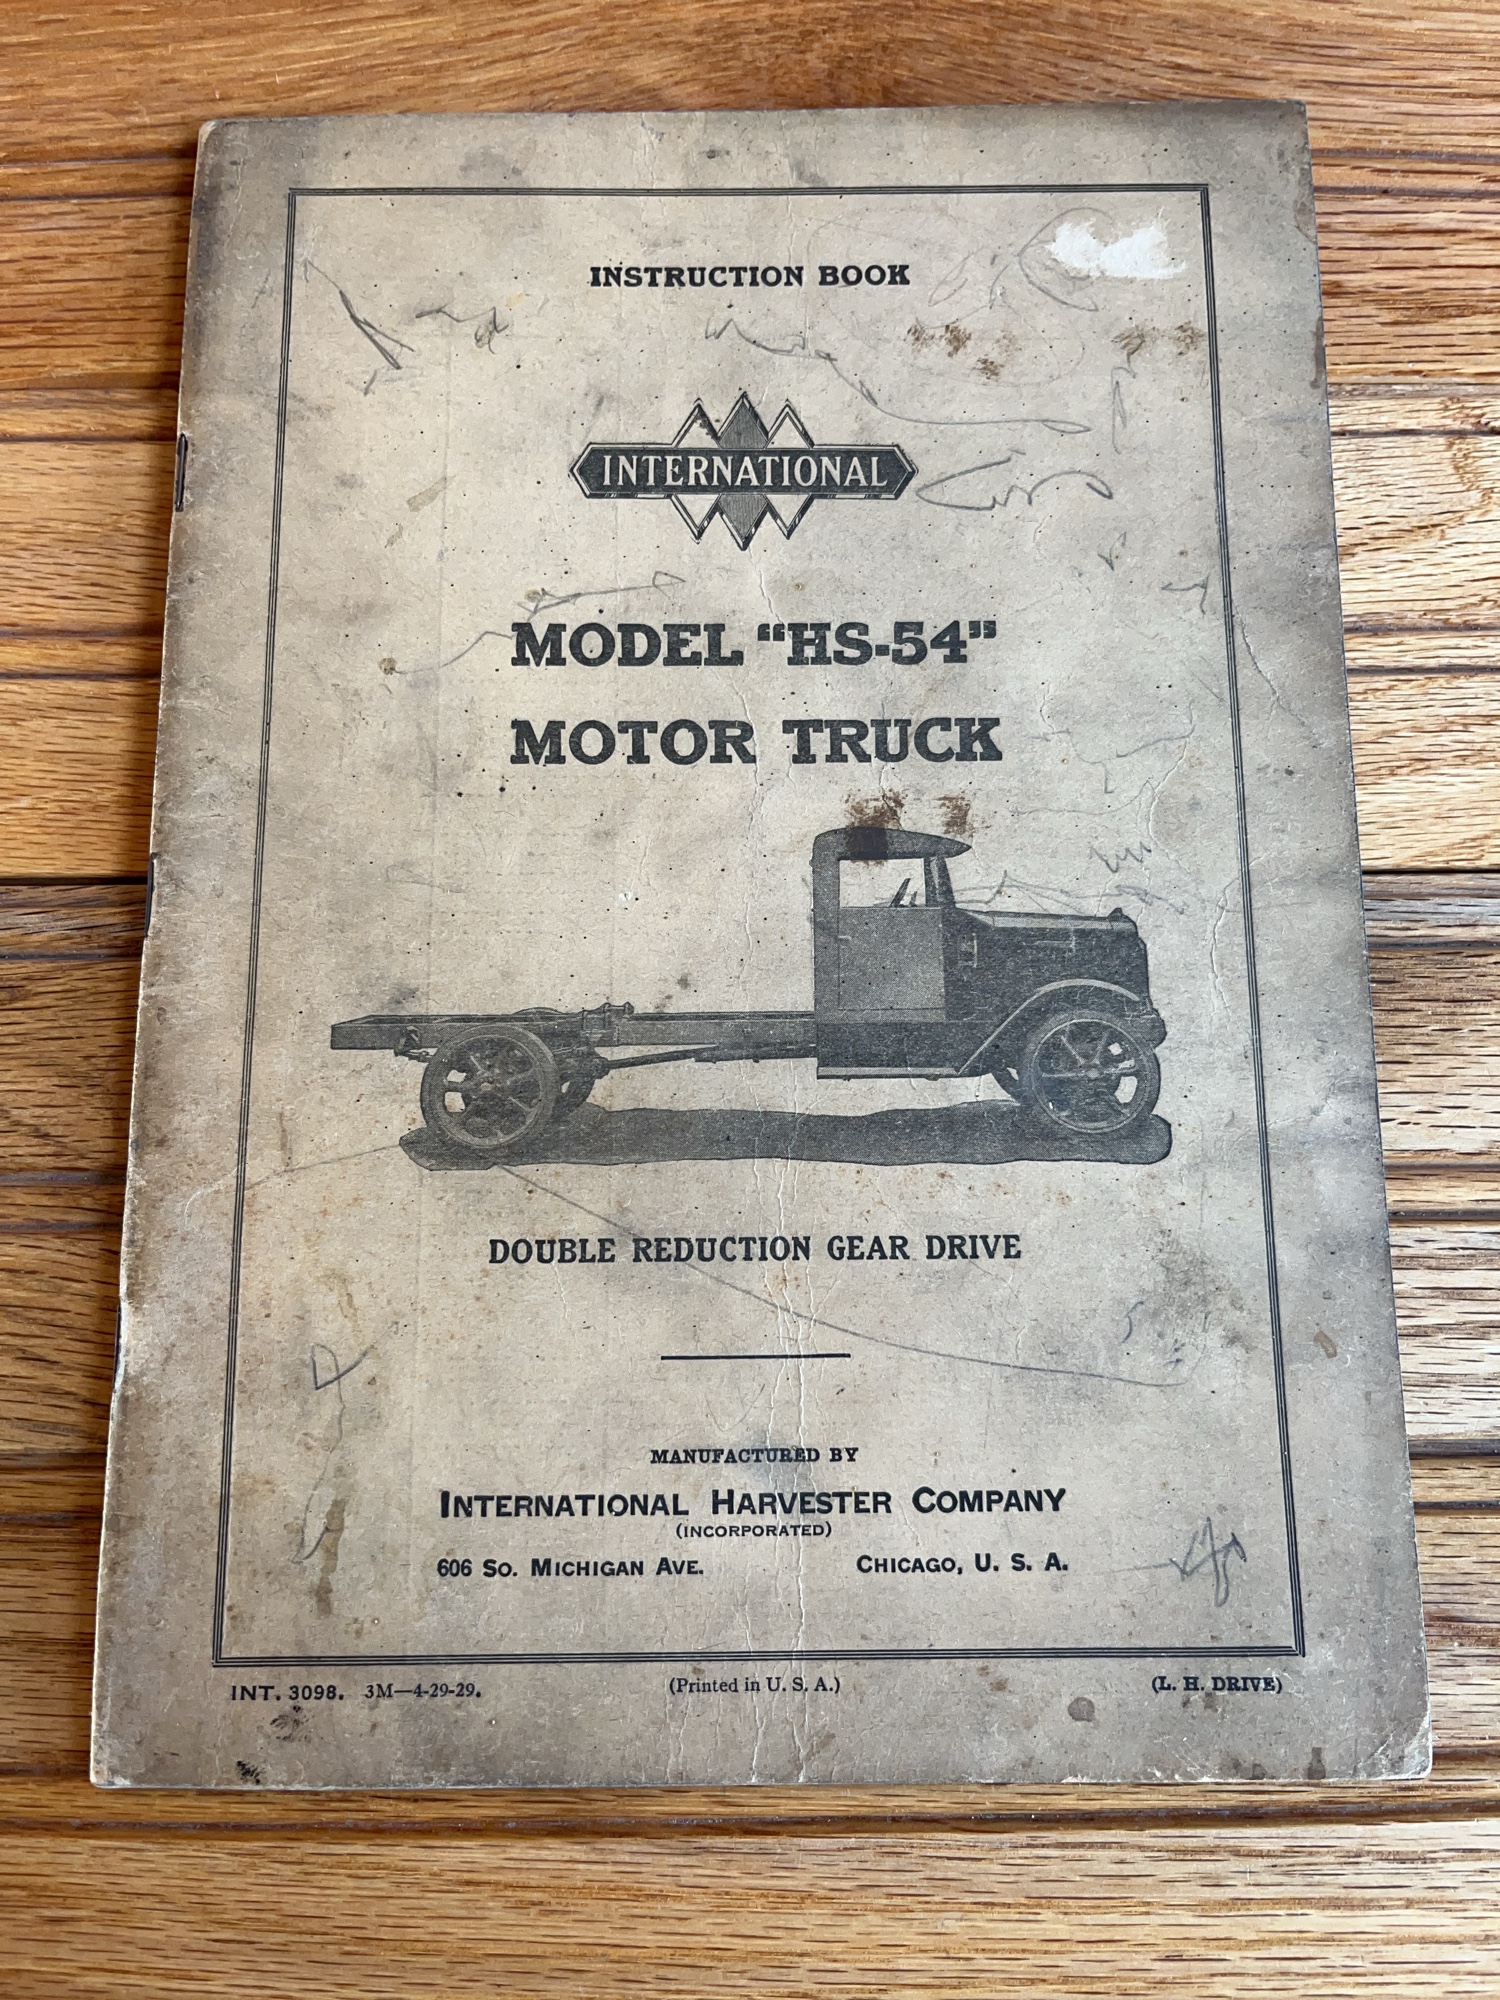 INSTRUCTION BOOK
INTERNATIONAL
MODEL "HS-54"
MOTOR TRUCK
DOUBLE REDUCTION GEAR DRIVE
MANUFACTURED BY
INTERNATIONAL HARVESTER COMPANY
(INCORPORATED)
606 SO. MICHIGAN AVE. CHICAGO, U. S. A.
INT. 3098. 3M—4-29-29. (Printed in U. S. A.) (L. H. DRIVE)